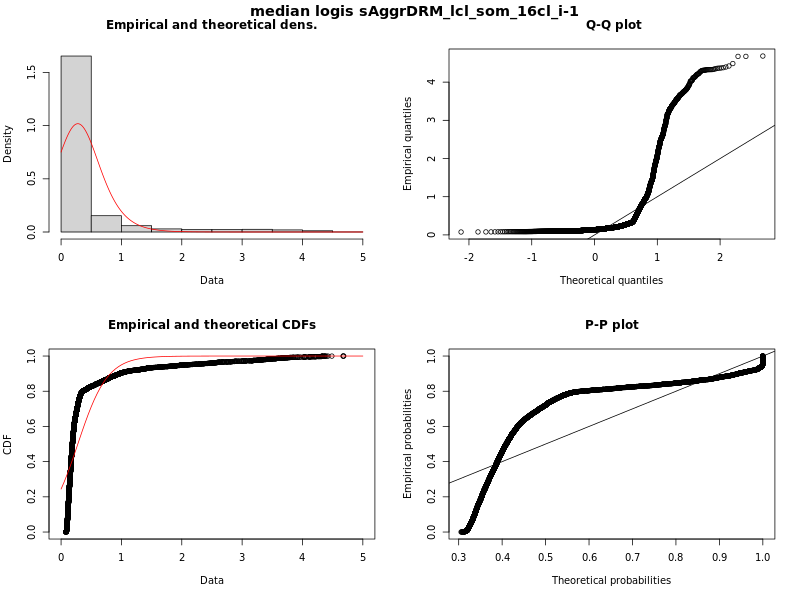 median logis sAggrDRM_lcl_som_16cl_i-1
Empirical and theoretical dens.
Density
0.0 0.5 1.0 1.5
0 1 2 3 4 5
Data
Q-Q plot
Empirical quantiles
0 1 2 3 4
-2 -1 0 1 2
Theoretical quantiles
Empirical and theoretical CDFs
CDF
0.0 0.2 0.4 0.6 0.8 1.0
0 1 2 3 4 5
Data
P-P plot
Empirical probabilities
0.0 0.2 0.4 0.6 0.8 1.0
0.3 0.4 0.5 0.6 0.7 0.8 0.9 1.0
Theoretical probabilities